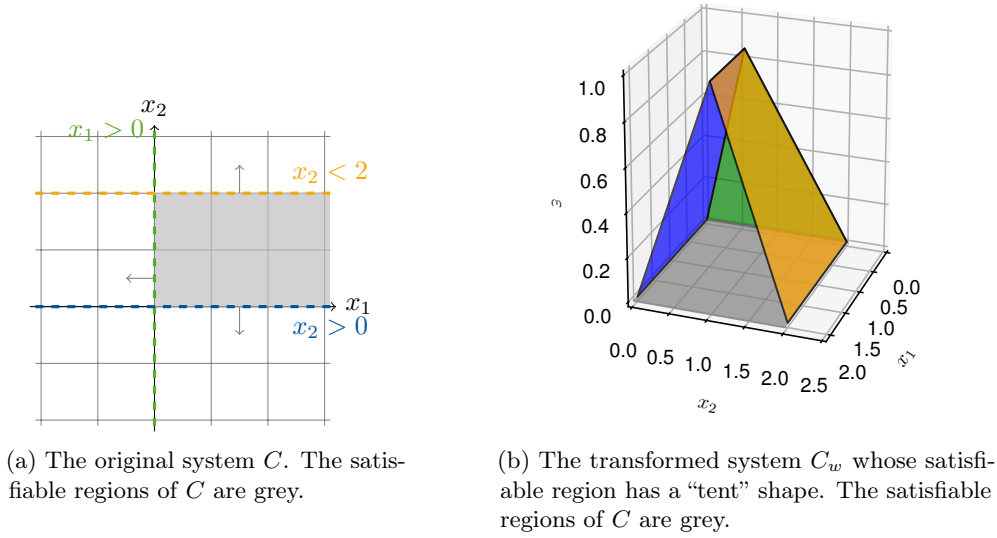 x₂
x₁ > 0
x₂ < 2
x₁
x₂ > 0
1.0
0.8
0.6
ε
0.4
0.2
0.0
0.0
0.5
1.0
1.5
2.0
2.5
x₂
0.0
0.5
1.0
1.5
2.0
x₁
(a) The original system C. The satis-
fiable regions of C are grey.
(b) The transformed system C_w whose satisfi-
able region has a “tent” shape. The satisfiable
regions of C are grey.